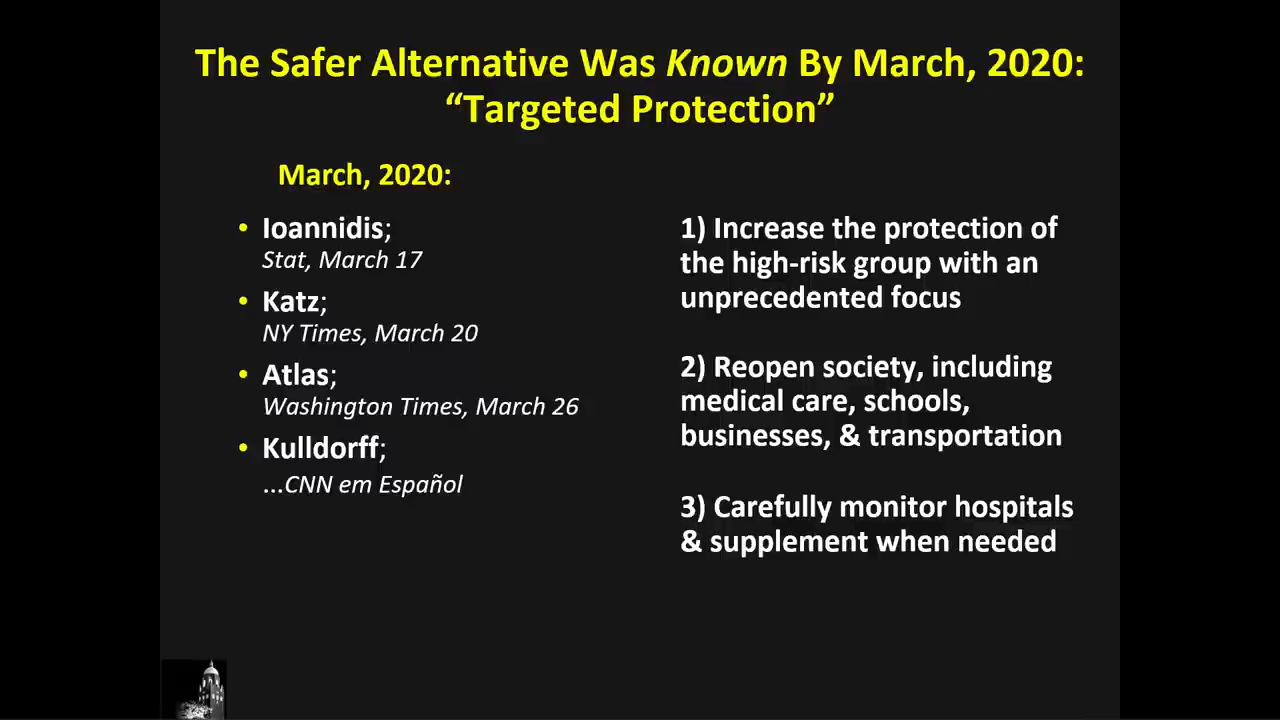 The Safer Alternative Was Known By March, 2020:
“Targeted Protection”
March, 2020:
• Ioannidis;
Stat, March 17
• Katz;
NY Times, March 20
• Atlas;
Washington Times, March 26
• Kulldorff;
...CNN em Español
1) Increase the protection of
the high-risk group with an
unprecedented focus
2) Reopen society, including
medical care, schools,
businesses, & transportation
3) Carefully monitor hospitals
& supplement when needed